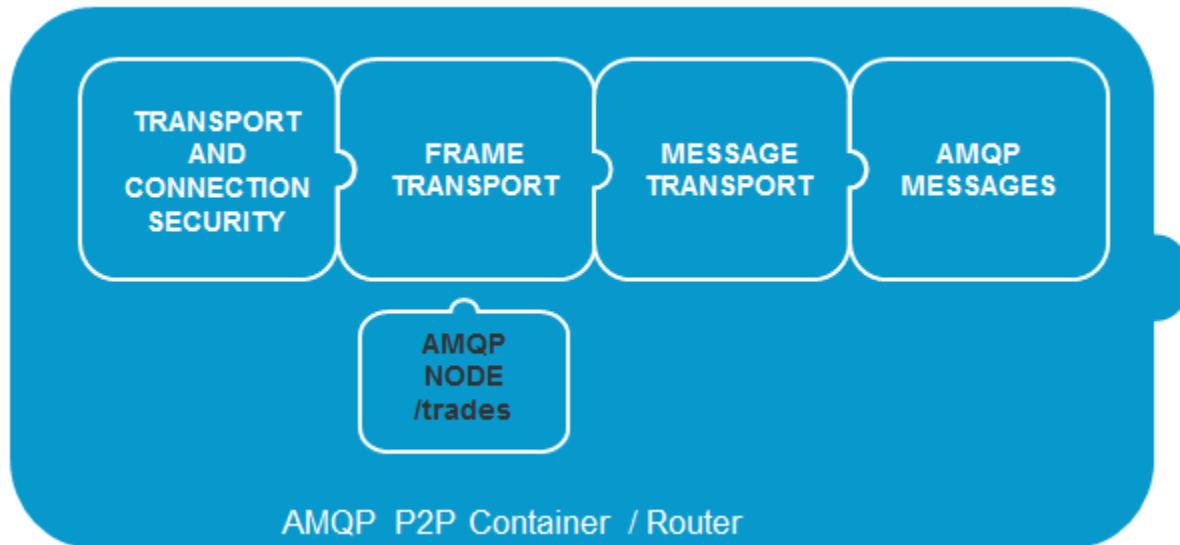 TRANSPORT
AND
CONNECTION
SECURITY
FRAME
TRANSPORT
MESSAGE
TRANSPORT
AMQP
MESSAGES
AMQP
NODE
/trades
AMQP P2P Container / Router